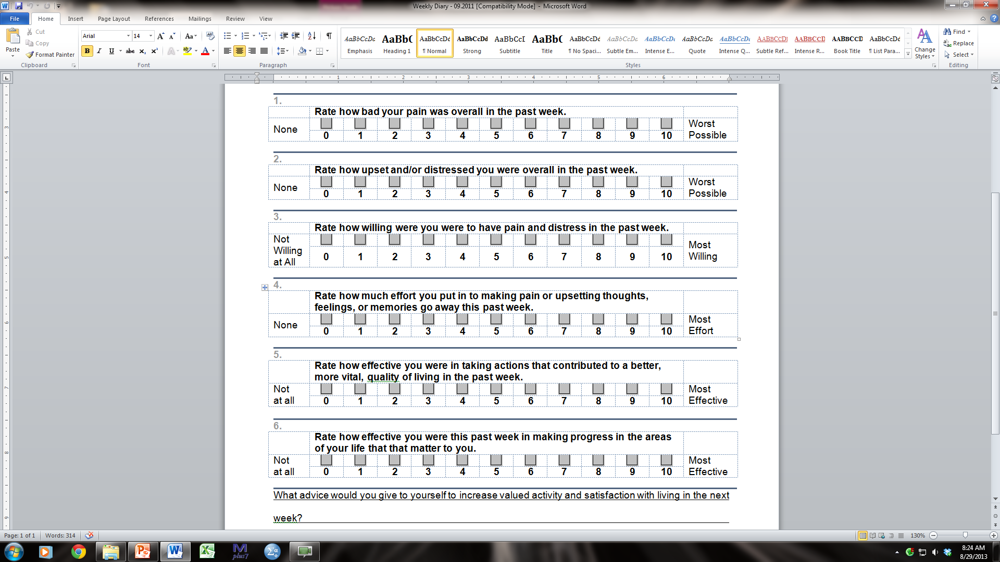 Weekly Diary - 09.2011 [Compatibility Mode] - Microsoft Word
File Home Insert Page Layout References Mailings Review View
Paste
Cut
Copy
Format Painter
Clipboard
Arial 14
Font
Paragraph
AaBbCcDc AaBbC AaBbCcDd AaBbCcDd AaBbCcI AaBbC AaBbCcDd AaBbCcDd AaBbCcDd AaBbCcDd AaBbCcDd AABBCCDI AABBCCD AABBCCD AaBbCcDd
Emphasis Heading 1 ¶ Normal Strong Subtitle Title ¶ No Spaci... Subtle Em... Intense E... Quote Intense Q... Subtle Ref... Intense R... Book Title ¶ List Para...
Styles
Change Styles
Find
Replace
Select
Editing
1 2 3 4 5 6
1.
Rate how bad your pain was overall in the past week.
None 0 1 2 3 4 5 6 7 8 9 10 Worst Possible
2.
Rate how upset and/or distressed you were overall in the past week.
None 0 1 2 3 4 5 6 7 8 9 10 Worst Possible
3.
Rate how willing were you were to have pain and distress in the past week.
Not Willing at All 0 1 2 3 4 5 6 7 8 9 10 Most Willing
4.
Rate how much effort you put in to making pain or upsetting thoughts,
feelings, or memories go away this past week.
None 0 1 2 3 4 5 6 7 8 9 10 Most Effort
5.
Rate how effective you were in taking actions that contributed to a better,
more vital, quality of living in the past week.
Not at all 0 1 2 3 4 5 6 7 8 9 10 Most Effective
6.
Rate how effective you were this past week in making progress in the areas
of your life that that matter to you.
Not at all 0 1 2 3 4 5 6 7 8 9 10 Most Effective
What advice would you give to yourself to increase valued activity and satisfaction with living in the next
week?
Page: 1 of 1 Words: 314
130%
8:24 AM
8/29/2013